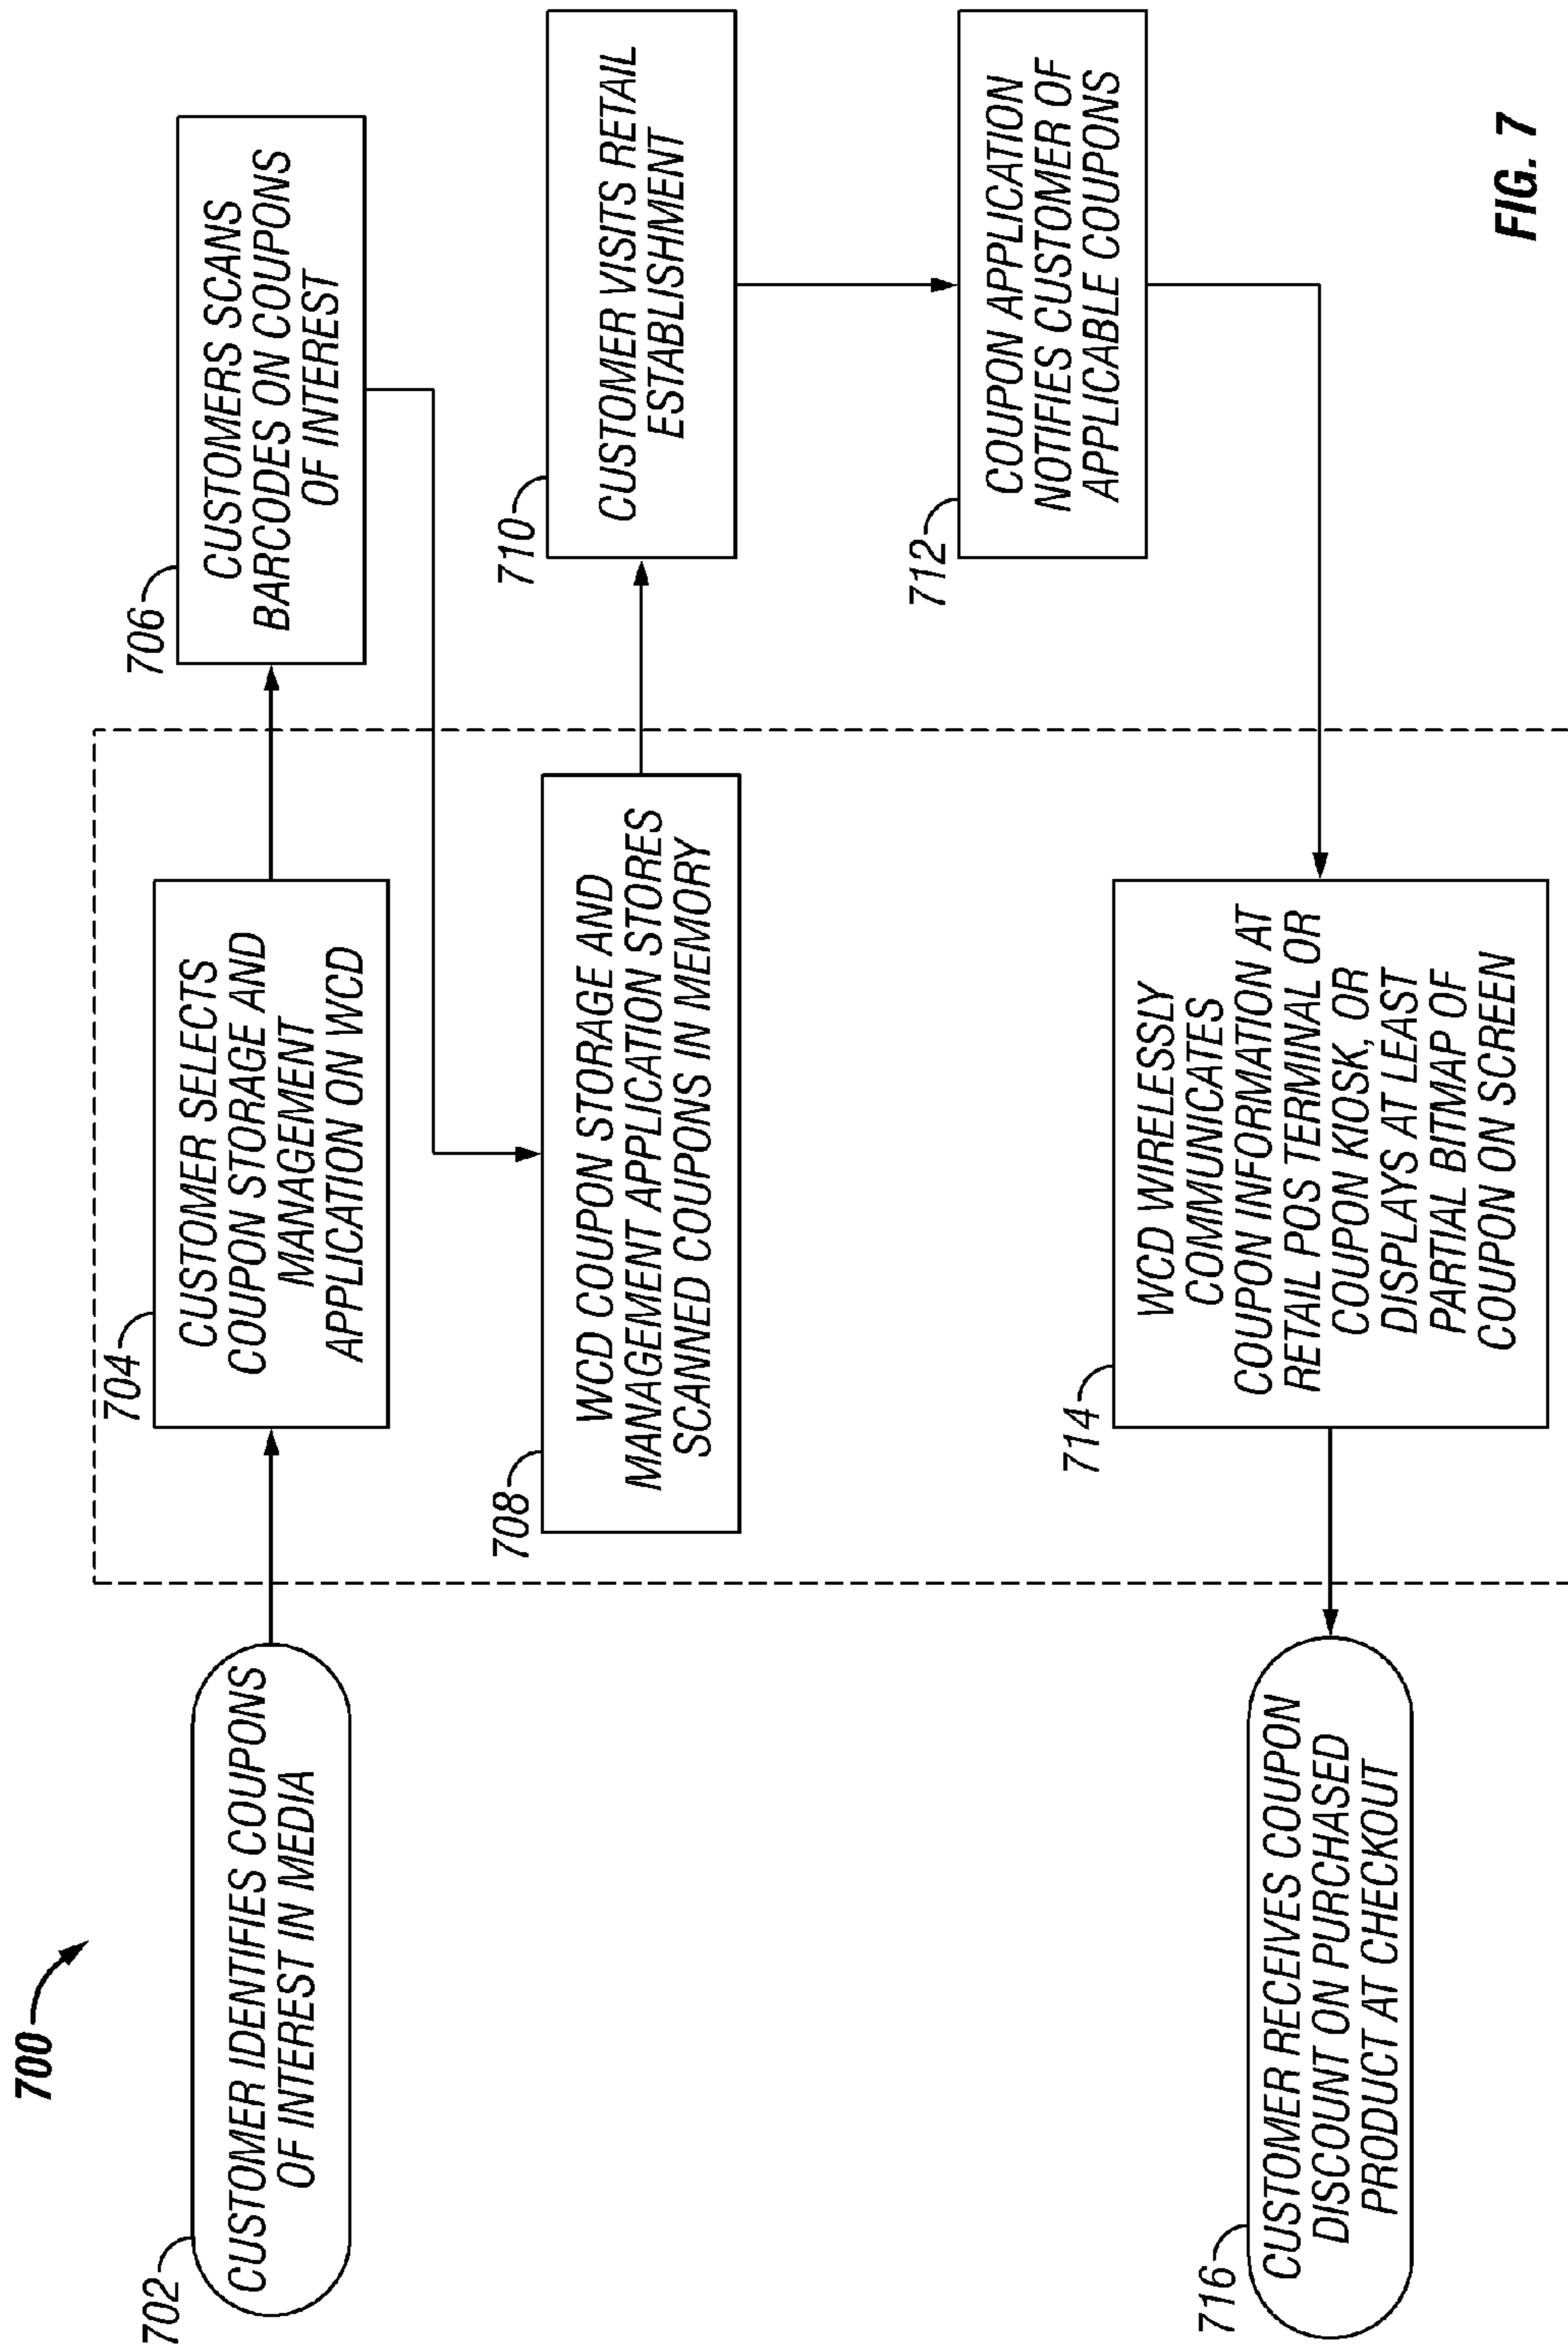 700
702
CUSTOMER IDENTIFIES COUPONS
OF INTEREST IN MEDIA
704
CUSTOMER SELECTS
COUPON STORAGE AND
MANAGEMENT
APPLICATION ON WCD
706
CUSTOMERS SCANS
BARCODES ON COUPONS
OF INTEREST
708
WCD COUPON STORAGE AND
MANAGEMENT APPLICATION STORES
SCANNED COUPONS IN MEMORY
710
CUSTOMER VISITS RETAIL
ESTABLISHMENT
712
COUPON APPLICATION
NOTIFIES CUSTOMER OF
APPLICABLE COUPONS
714
WCD WIRELESSLY
COMMUNICATES
COUPON INFORMATION AT
RETAIL POS TERMINAL OR
COUPON KIOSK, OR
DISPLAYS AT LEAST
PARTIAL BITMAP OF
COUPON ON SCREEN
716
CUSTOMER RECEIVES COUPON
DISCOUNT ON PURCHASED
PRODUCT AT CHECKOUT
FIG. 7